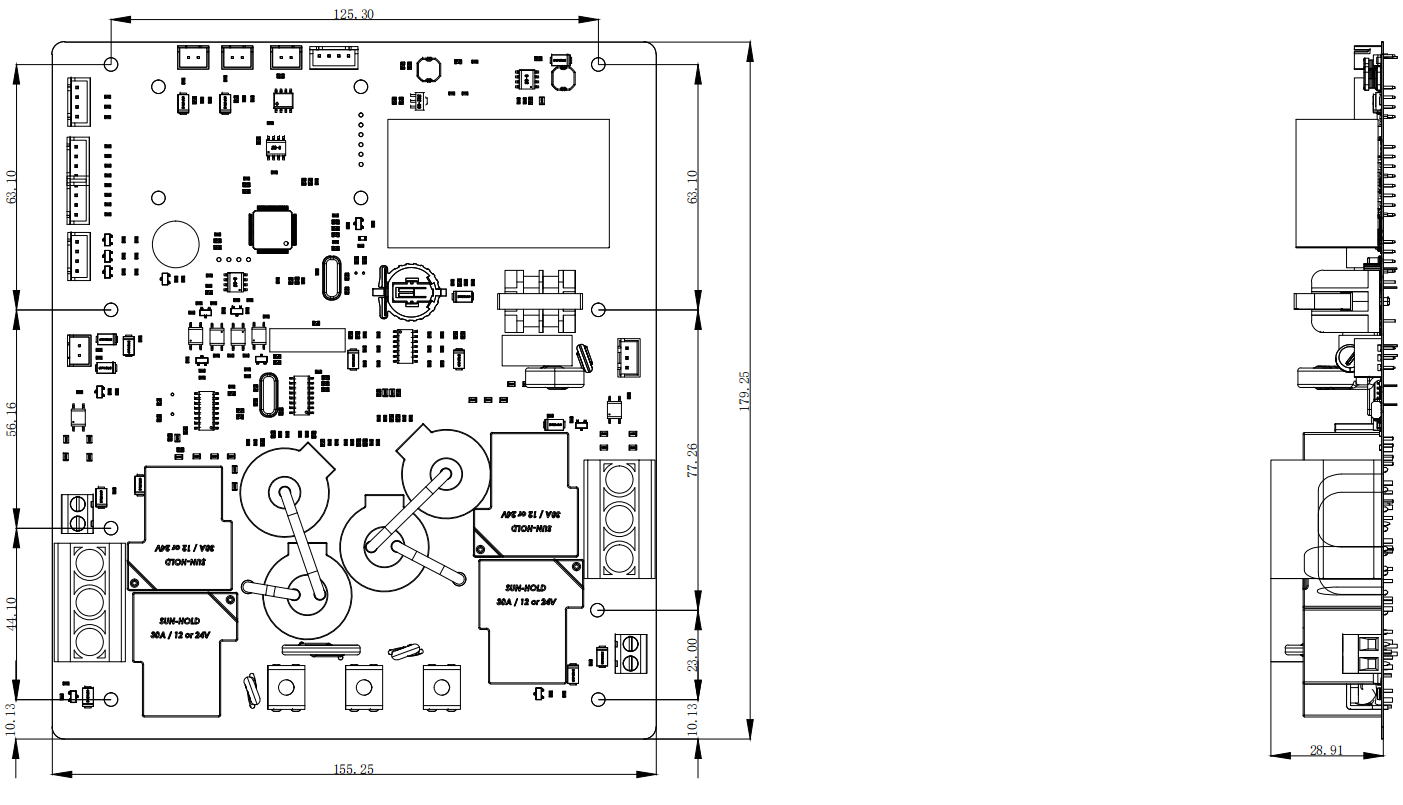 125.30
63.10
63.10
56.16
179.25
77.26
SUN-HOLD
30A / 12 or 24V
SUN-HOLD
30A / 12 or 24V
SUN-HOLD
30A / 12 or 24V
SUN-HOLD
30A / 12 or 24V
44.10
23.00
10.13
10.13
28.91
155.25